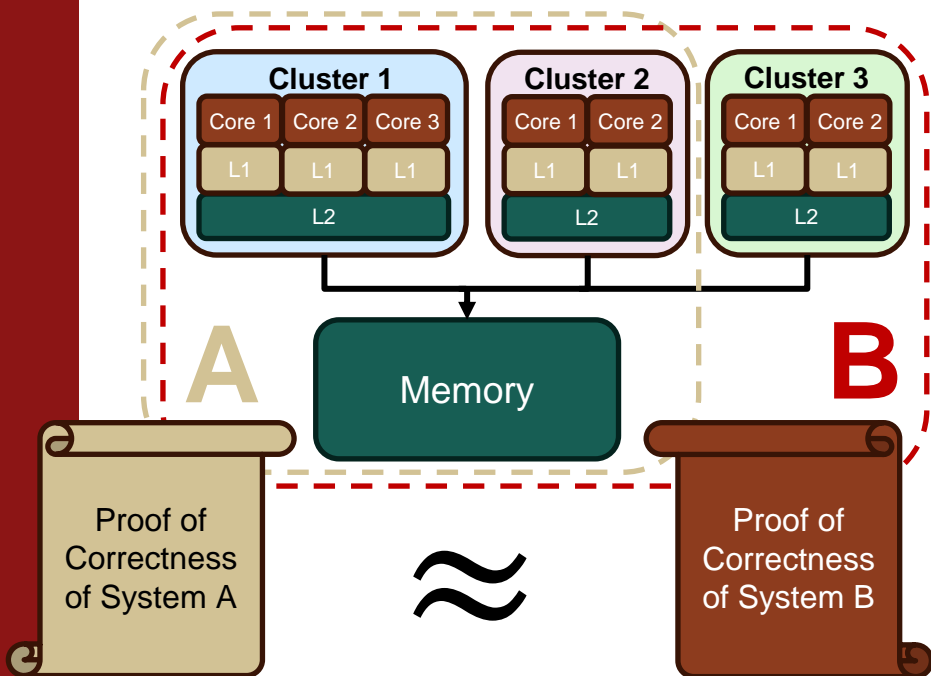 Cluster 1
Core 1 Core 2 Core 3
L1 L1 L1
L2
Cluster 2
Core 1 Core 2
L1 L1
L2
Cluster 3
Core 1 Core 2
L1 L1
L2
A
Memory
B
Proof of
Correctness
of System A
≈
Proof of
Correctness
of System B